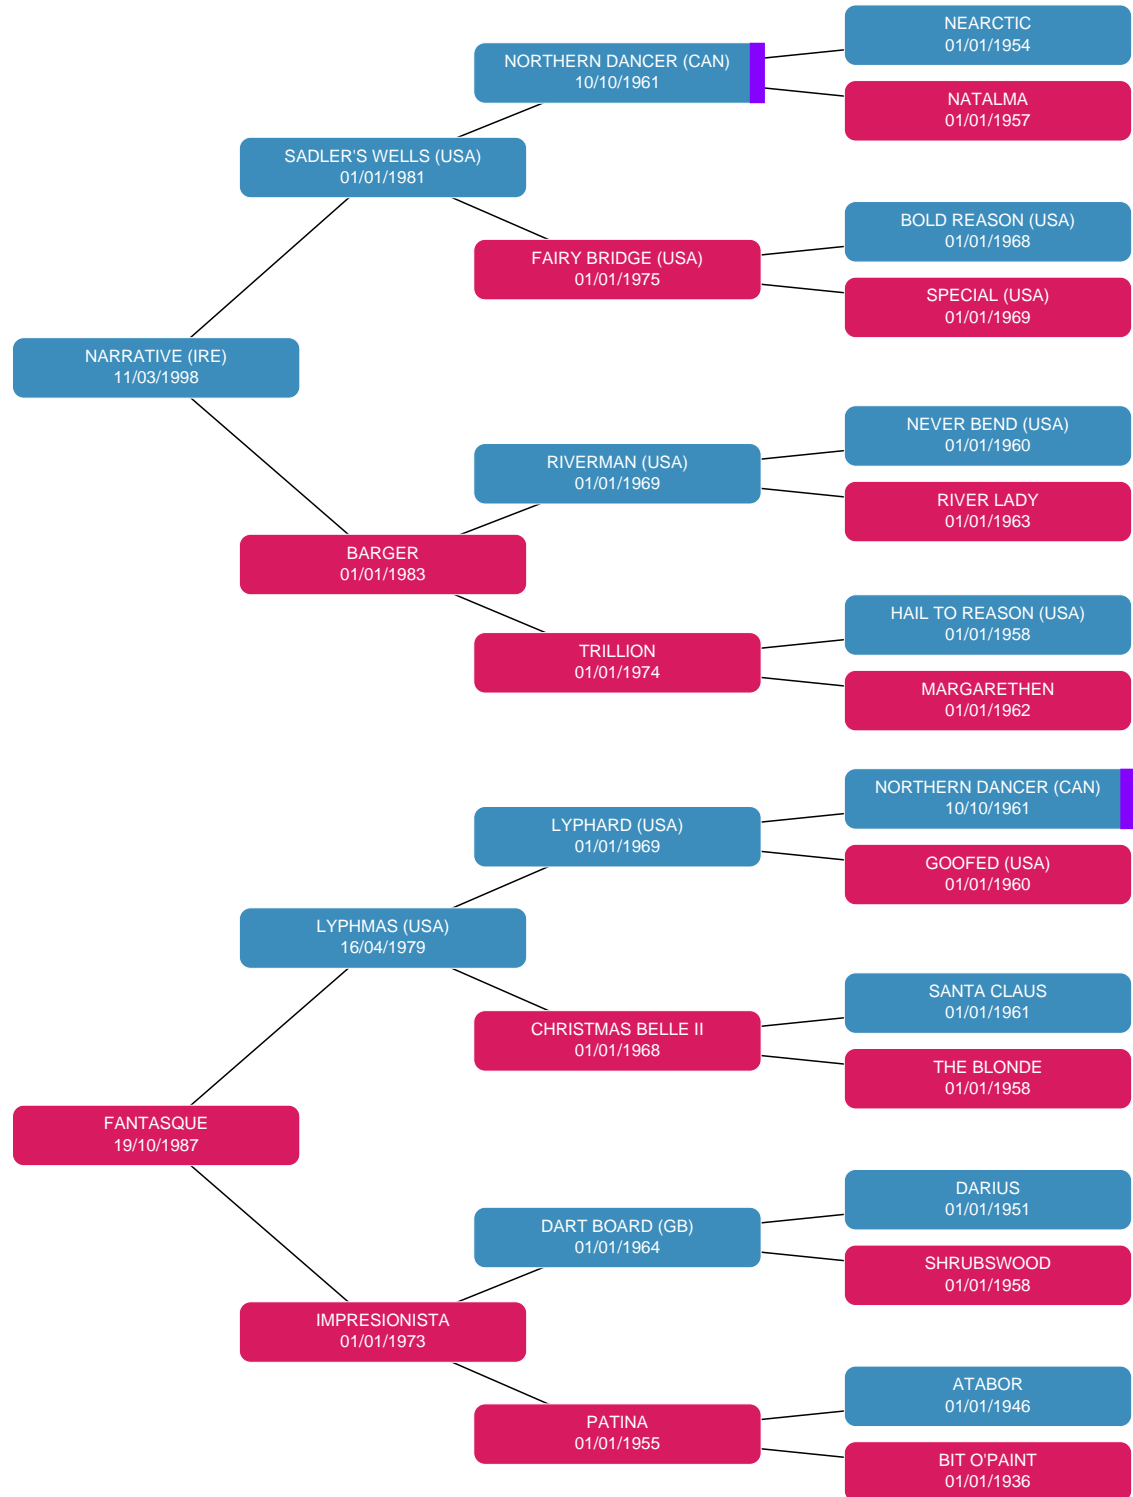 NEARCTIC
01/01/1954
NORTHERN DANCER (CAN)
10/10/1961
NATALMA
01/01/1957
SADLER'S WELLS (USA)
01/01/1981
BOLD REASON (USA)
01/01/1968
FAIRY BRIDGE (USA)
01/01/1975
SPECIAL (USA)
01/01/1969
NARRATIVE (IRE)
11/03/1998
NEVER BEND (USA)
01/01/1960
RIVERMAN (USA)
01/01/1969
RIVER LADY
01/01/1963
BARGER
01/01/1983
HAIL TO REASON (USA)
01/01/1958
TRILLION
01/01/1974
MARGARETHEN
01/01/1962
NORTHERN DANCER (CAN)
10/10/1961
LYPHARD (USA)
01/01/1969
GOOFED (USA)
01/01/1960
LYPHMAS (USA)
16/04/1979
SANTA CLAUS
01/01/1961
CHRISTMAS BELLE II
01/01/1968
THE BLONDE
01/01/1958
FANTASQUE
19/10/1987
DARIUS
01/01/1951
DART BOARD (GB)
01/01/1964
SHRUBSWOOD
01/01/1958
IMPRESIONISTA
01/01/1973
ATABOR
01/01/1946
PATINA
01/01/1955
BIT O'PAINT
01/01/1936